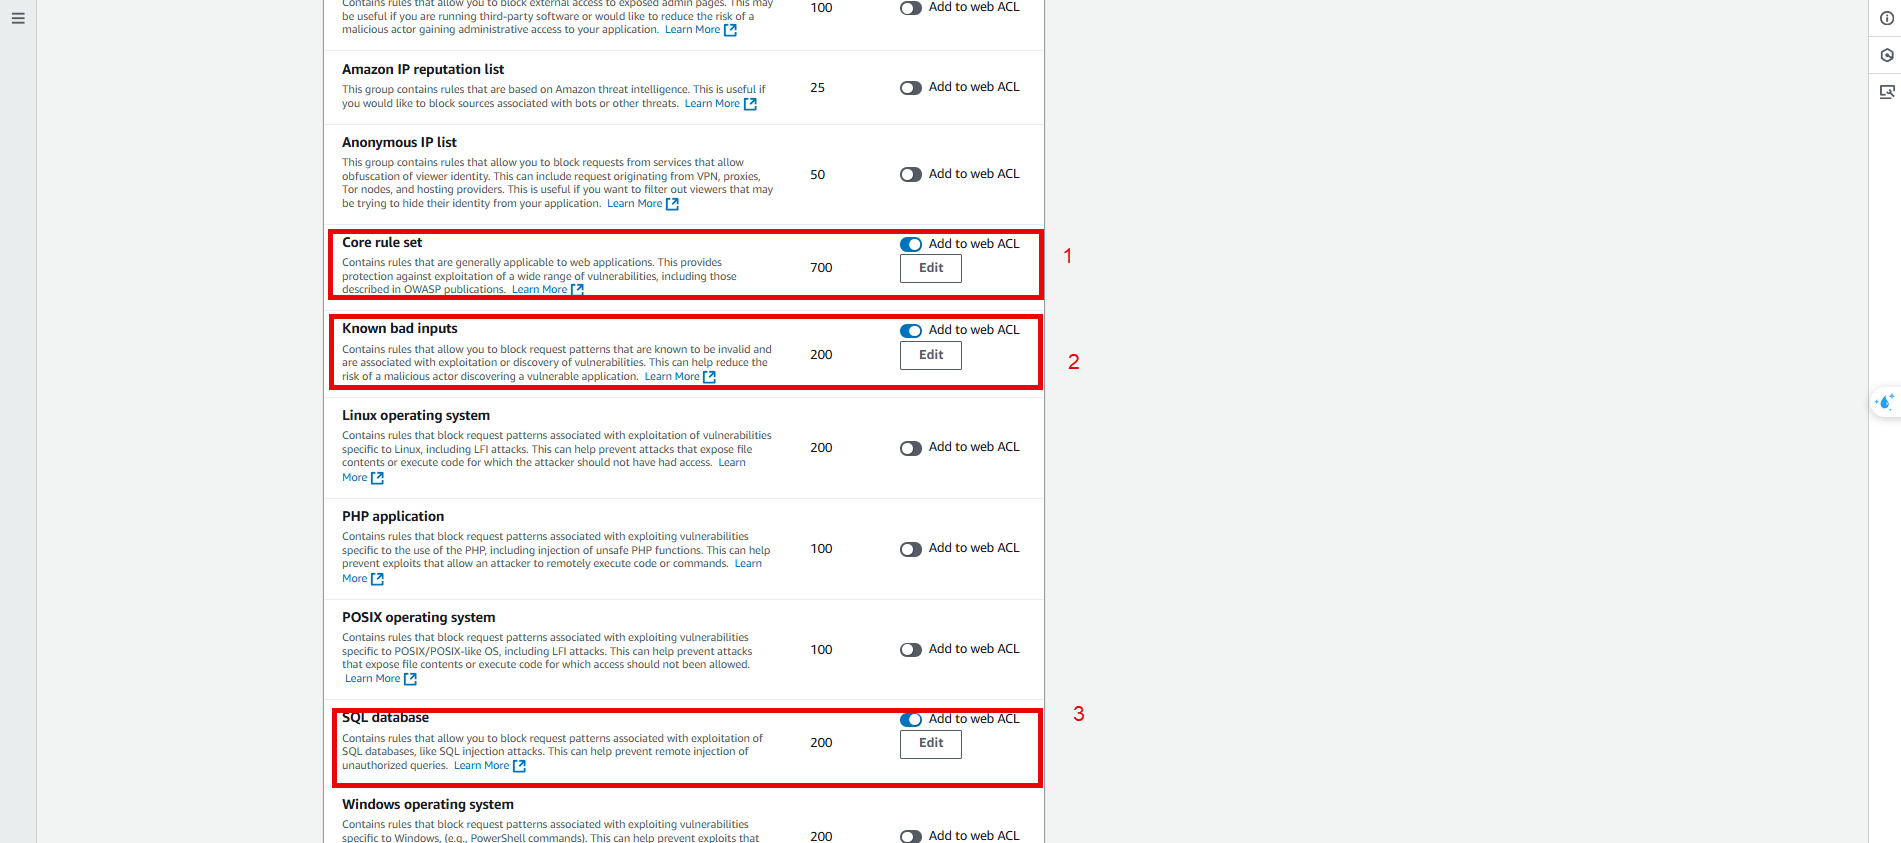 Contains rules that allow you to block external access to exposed admin pages. This may
be useful if you are running third-party software or would like to reduce the risk of a
malicious actor gaining administrative access to your application. Learn More
100
Add to web ACL
Amazon IP reputation list
This group contains rules that are based on Amazon threat intelligence. This is useful if
you would like to block sources associated with bots or other threats. Learn More
25
Add to web ACL
Anonymous IP list
This group contains rules that allow you to block requests from services that allow
obfuscation of viewer identity. This can include request originating from VPN, proxies,
Tor nodes, and hosting providers. This is useful if you want to filter out viewers that may
be trying to hide their identity from your application. Learn More
50
Add to web ACL
Core rule set
Contains rules that are generally applicable to web applications. This provides
protection against exploitation of a wide range of vulnerabilities, including those
described in OWASP publications. Learn More
700
Add to web ACL
Edit
1
Known bad inputs
Contains rules that allow you to block request patterns that are known to be invalid and
are associated with exploitation or discovery of vulnerabilities. This can help reduce the
risk of a malicious actor discovering a vulnerable application. Learn More
200
Add to web ACL
Edit
2
Linux operating system
Contains rules that block request patterns associated with exploitation of vulnerabilities
specific to Linux, including LFI attacks. This can help prevent attacks that expose file
contents or execute code for which the attacker should not have had access. Learn
More
200
Add to web ACL
PHP application
Contains rules that block request patterns associated with exploiting vulnerabilities
specific to the use of the PHP, including injection of unsafe PHP functions. This can help
prevent exploits that allow an attacker to remotely execute code or commands. Learn
More
100
Add to web ACL
POSIX operating system
Contains rules that block request patterns associated with exploiting vulnerabilities
specific to POSIX/POSIX-like OS, including LFI attacks. This can help prevent attacks
that expose file contents or execute code for which access should not been allowed.
Learn More
100
Add to web ACL
SQL database
Contains rules that allow you to block request patterns associated with exploitation of
SQL databases, like SQL injection attacks. This can help prevent remote injection of
unauthorized queries. Learn More
200
Add to web ACL
Edit
3
Windows operating system
Contains rules that block request patterns associated with exploiting vulnerabilities
specific to Windows, (e.g., PowerShell commands). This can help prevent exploits that
200
Add to web ACL